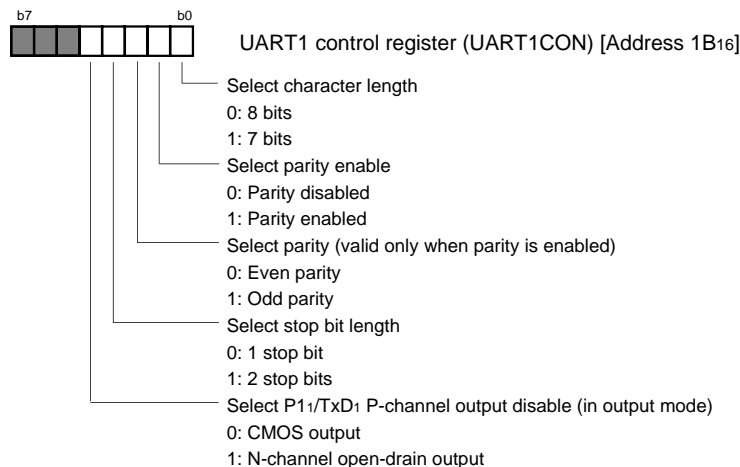 b7 b0
UART1 control register (UART1CON) [Address 1B16]
Select character length
0: 8 bits
1: 7 bits
Select parity enable
0: Parity disabled
1: Parity enabled
Select parity (valid only when parity is enabled)
0: Even parity
1: Odd parity
Select stop bit length
0: 1 stop bit
1: 2 stop bits
Select P11/TxD1 P-channel output disable (in output mode)
0: CMOS output
1: N-channel open-drain output